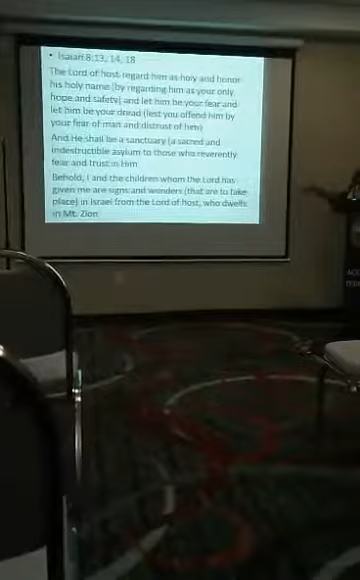 • Isaiah 8:13, 14, 18
The Lord of host-regard him as holy and honor
his holy name (by regarding him as your only
hope and safety) and let him be your fear and
let him be your dread (lest you offend him by
your fear of man and distrust of him)
And He shall be a sanctuary (a sacred and
indestructible asylum to those who reverently
fear and trust in Him
Behold, I and the children whom the Lord has
given me are signs and wonders (that are to take
place) in Israel from the Lord of host, who dwells
in Mt. Zion